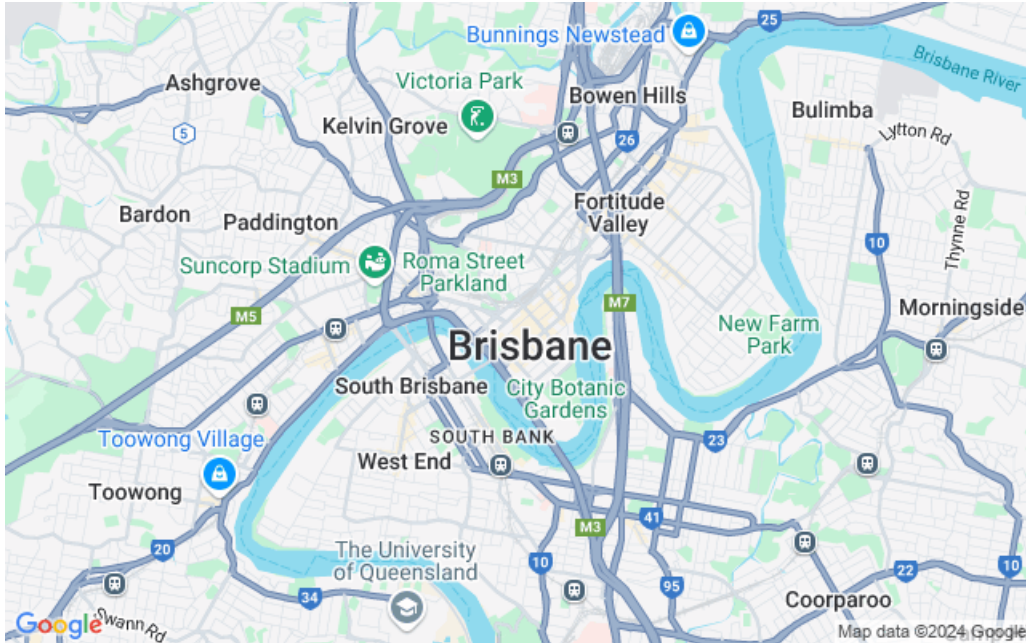 25
Bunnings Newstead
Brisbane River
Ashgrove
Victoria Park
Bowen Hills
Bulimba
Kelvin Grove
5
26
Lytton Rd
M3
Thynne Rd
Bardon
Paddington
Fortitude
Valley
10
Suncorp Stadium
Roma Street
Parkland
M5
M7
Morningside
New Farm
Park
Brisbane
South Brisbane
City Botanic
Gardens
Toowong Village
SOUTH BANK
23
West End
Toowong
41
M3
20
The University
of Queensland
10
22
10
95
34
Coorparoo
Swann Rd
Google
Map data ©2024 Google